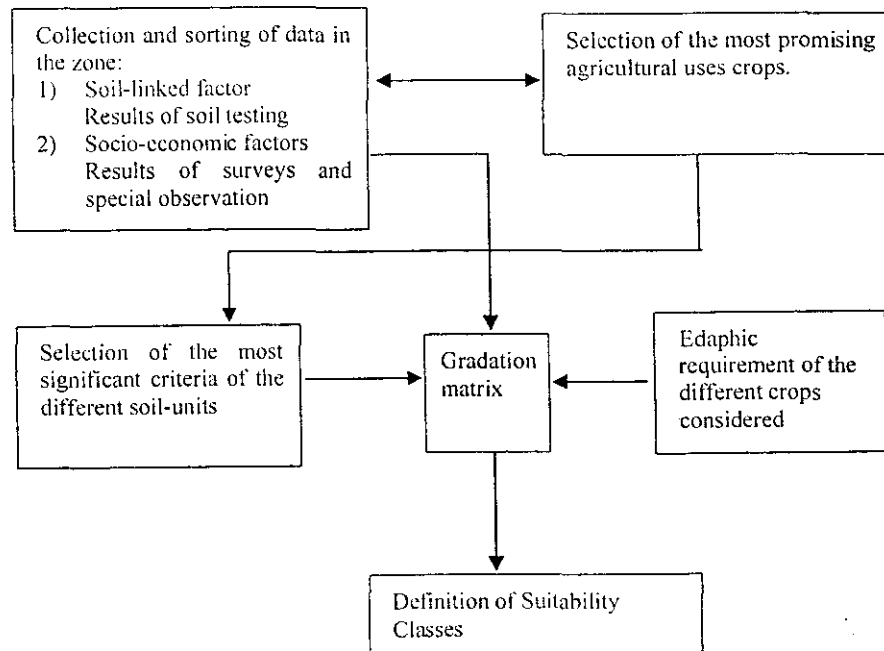 Collection and sorting of data in
the zone:
1) Soil-linked factor
Results of soil testing
2) Socio-economic factors
Results of surveys and
special observation
Selection of the most promising
agricultural uses crops.
Selection of the most
significant criteria of the
different soil-units
Gradation
matrix
Edaphic
requirement of the
different crops
considered
Definition of Suitability
Classes